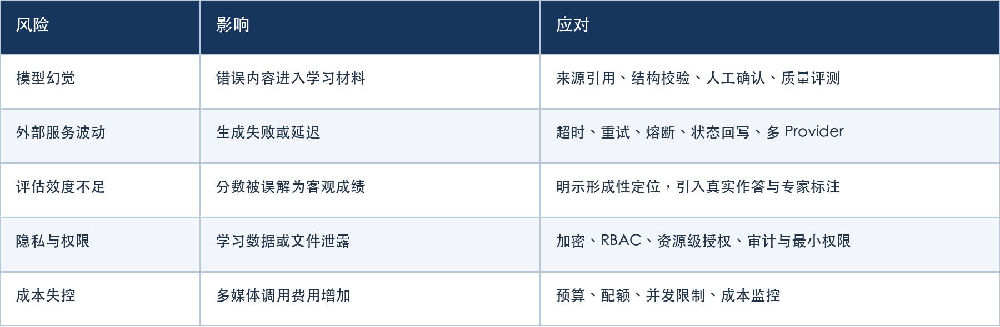 风险 影响 应对
模型幻觉 错误内容进入学习材料 来源引用、结构校验、人工确认、质量评测
外部服务波动 生成失败或延迟 超时、重试、熔断、状态回写、多 Provider
评估效度不足 分数被误解为客观成绩 明示形成性定位，引入真实作答与专家标注
隐私与权限 学习数据或文件泄露 加密、RBAC、资源级授权、审计与最小权限
成本失控 多媒体调用费用增加 预算、配额、并发限制、成本监控